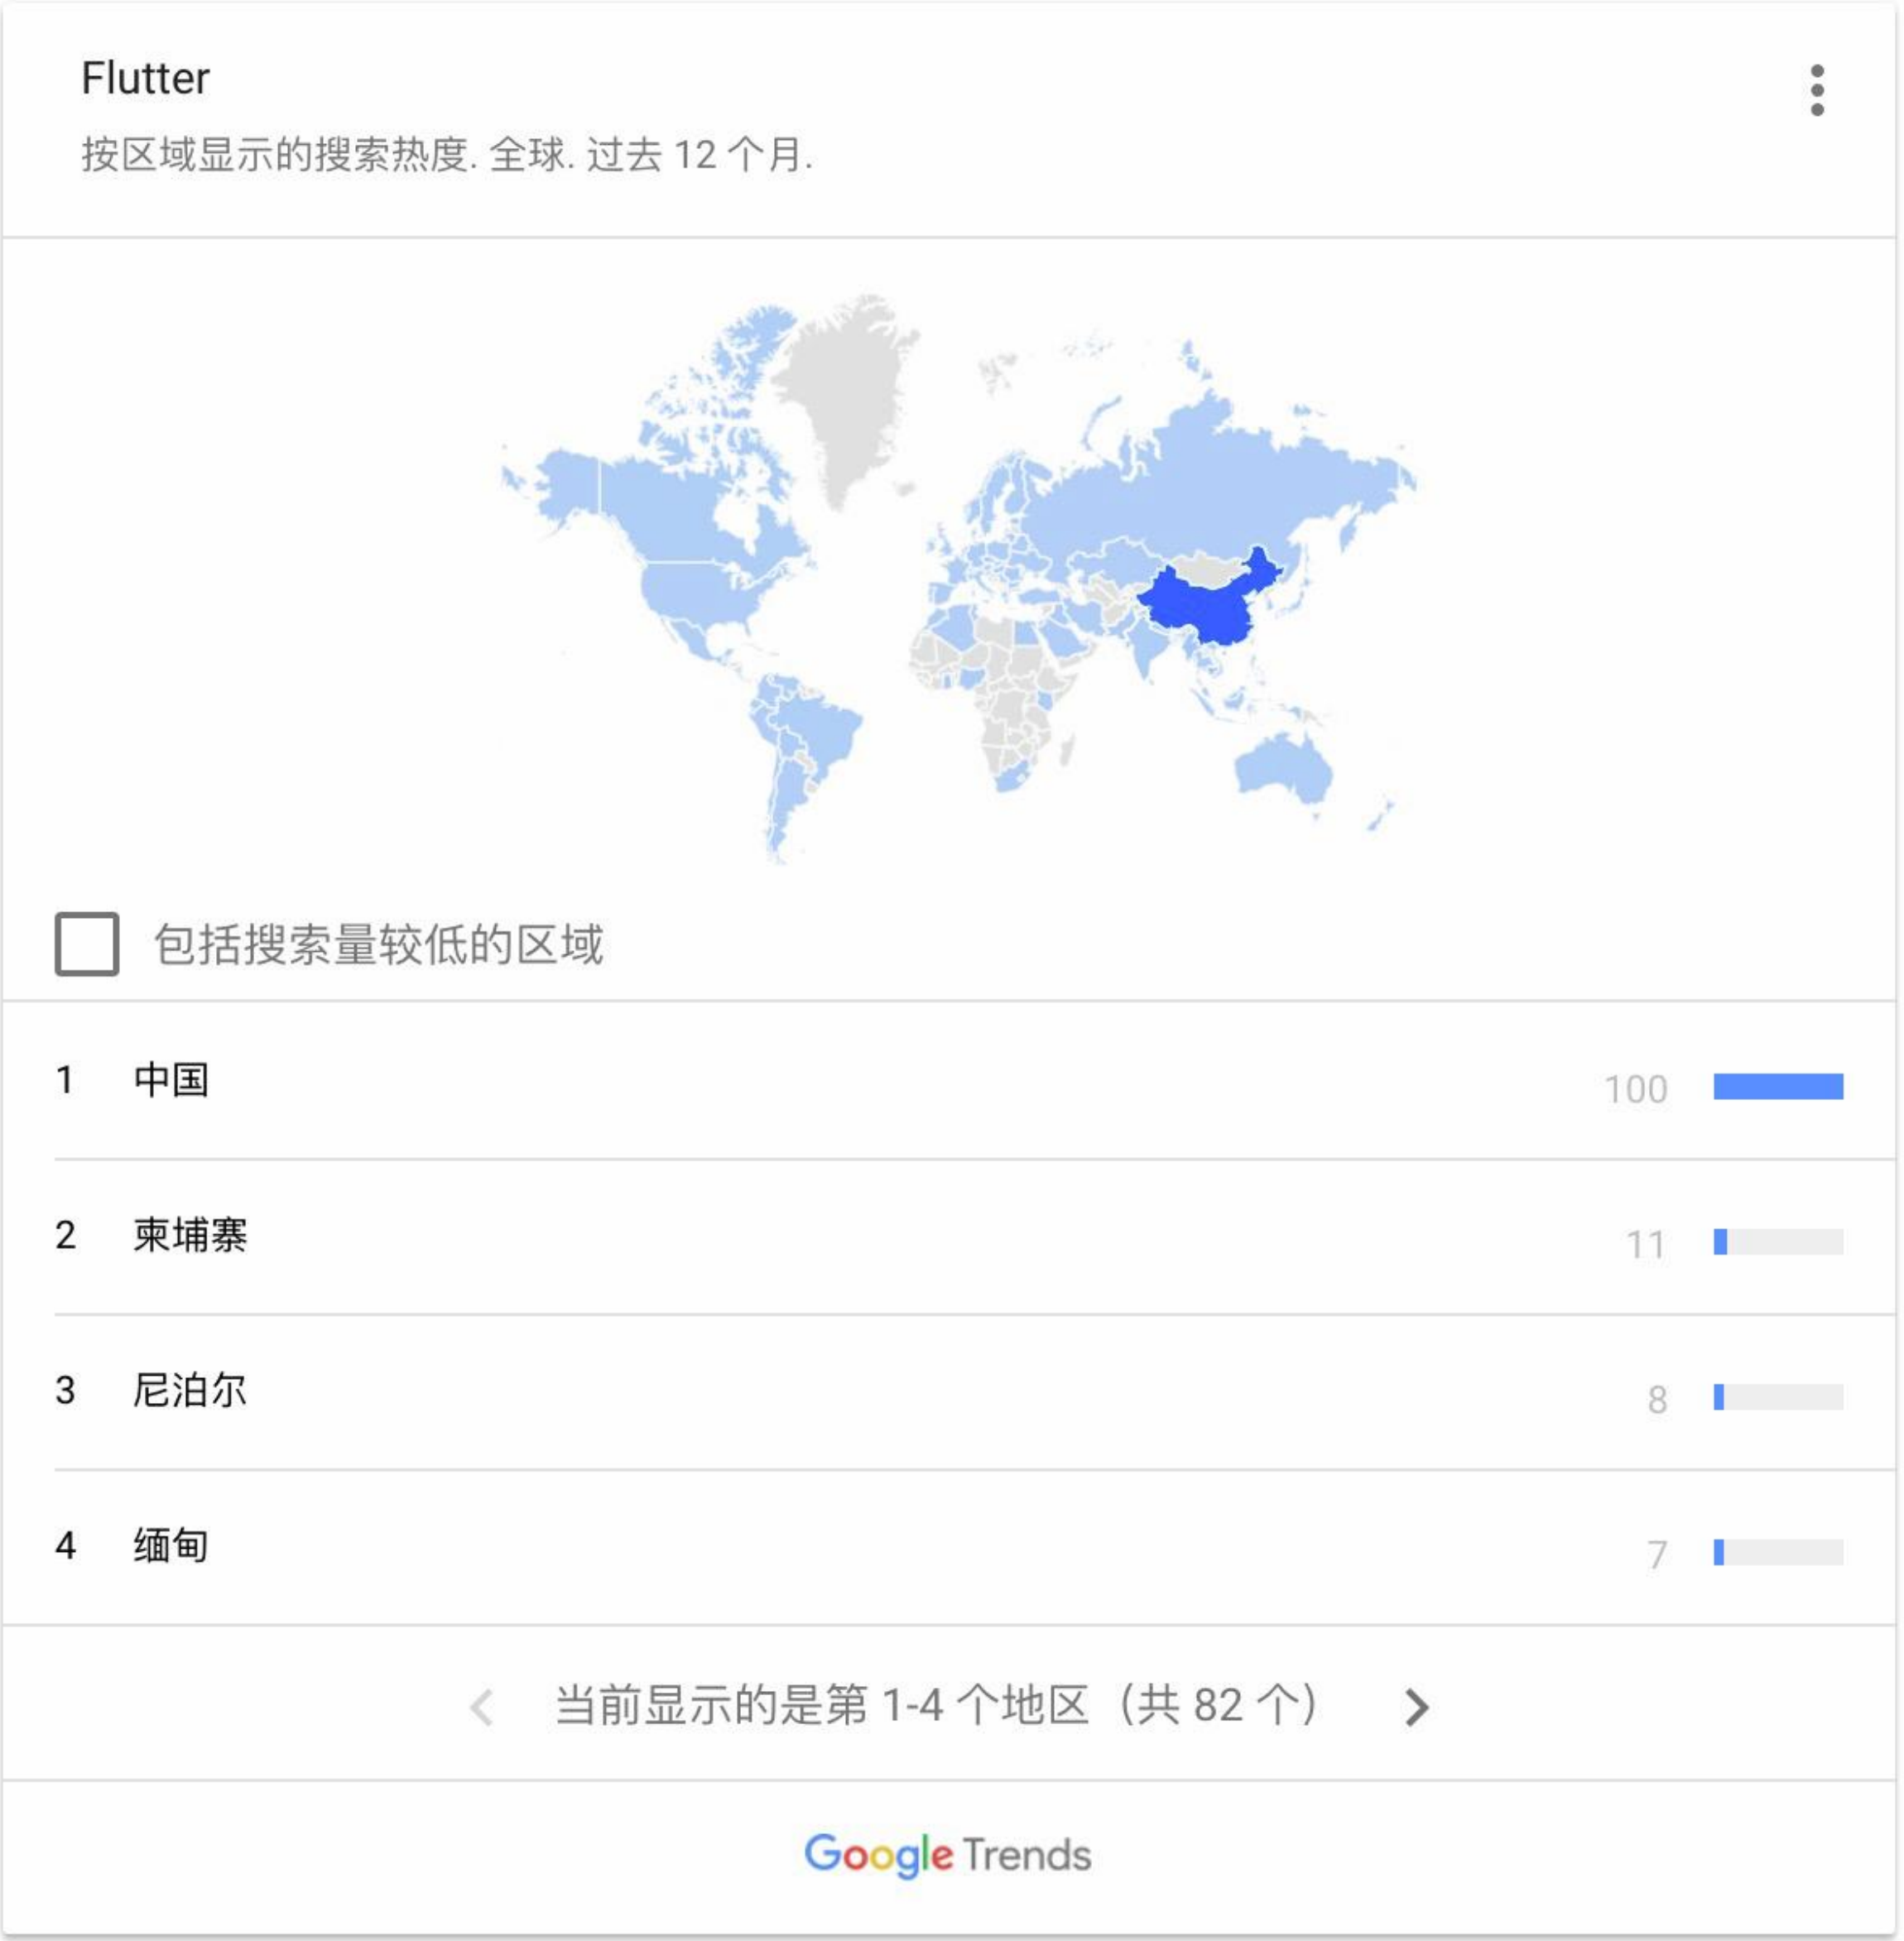 Flutter
按区域显示的搜索热度. 全球. 过去 12 个月.
包括搜索量较低的区域
1 中国 100
2 柬埔寨 11
3 尼泊尔 8
4 缅甸 7
当前显示的是第 1-4 个地区（共 82 个）
Google Trends